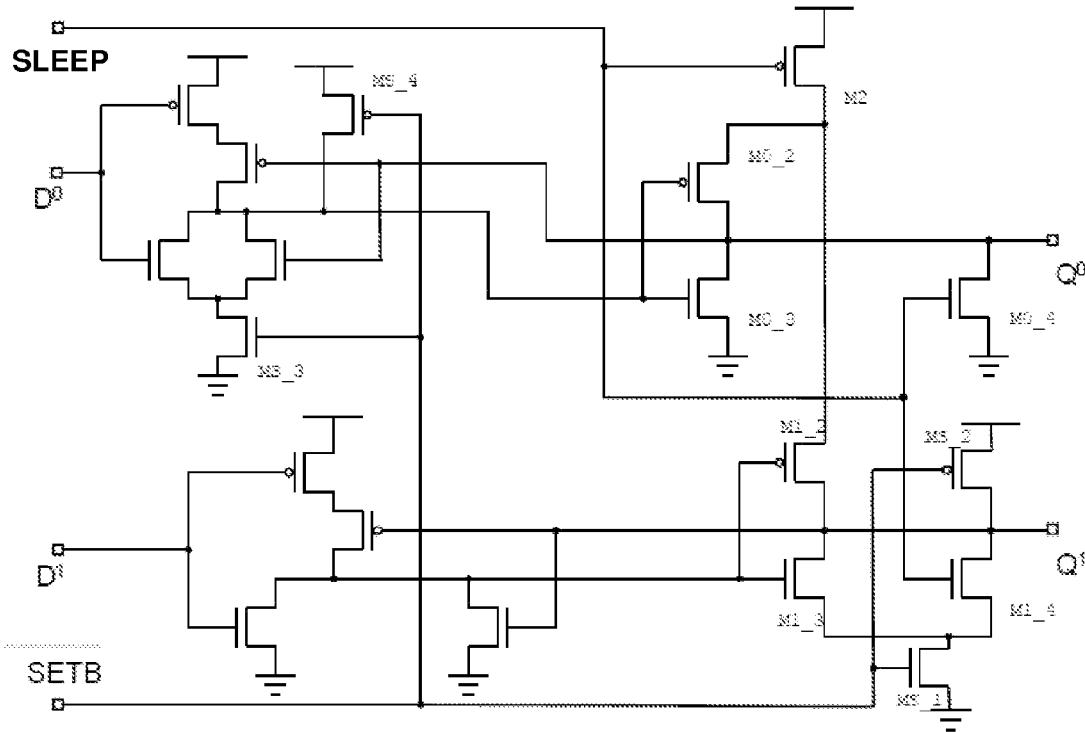 SLEEP
MS_4
M2
M0_2
D⁰
Q⁰
M0_3
M0_4
MS_3
M1_2
MS_2
D¹
Q¹
M1_3
M1_4
SETB
MS_1